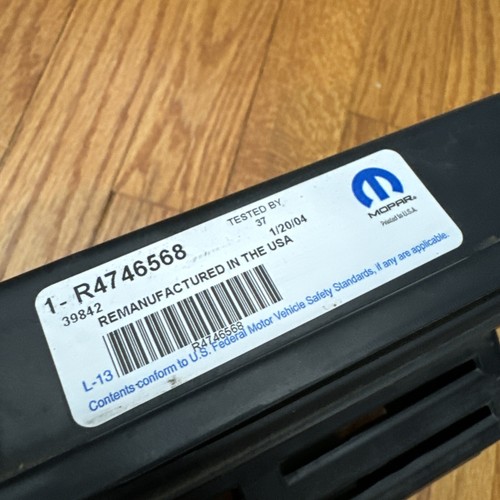 1- R4746568
39842
TESTED BY
37
1/20/04
REMANUFACTURED IN THE USA
L-13
R4746568
Contents conform to U.S. Federal Motor Vehicle Safety Standards, if any are applicable.
MOPAR®
Printed in U.S.A.